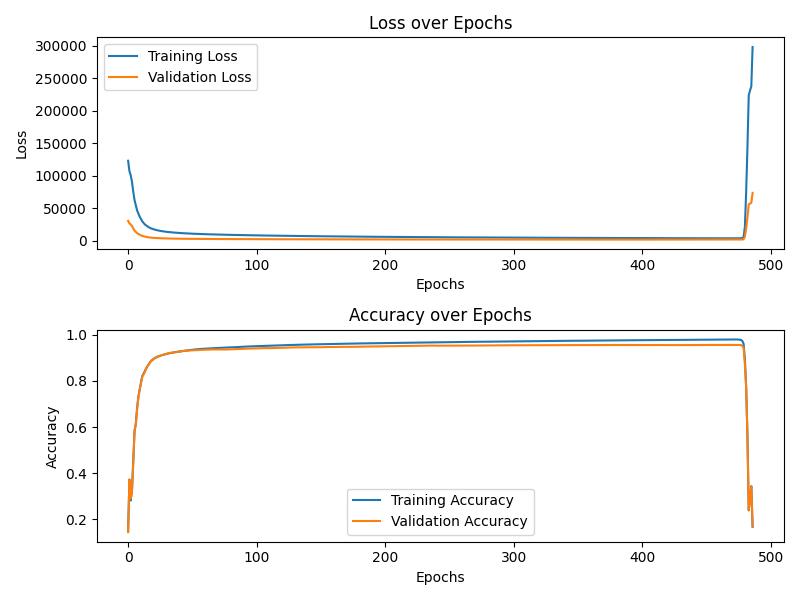 Loss over Epochs
300000
250000
200000
150000
100000
50000
0
Loss
Training Loss
Validation Loss
0 100 200 300 400 500
Epochs
Accuracy over Epochs
1.0
0.8
0.6
0.4
0.2
Accuracy
Training Accuracy
Validation Accuracy
0 100 200 300 400 500
Epochs